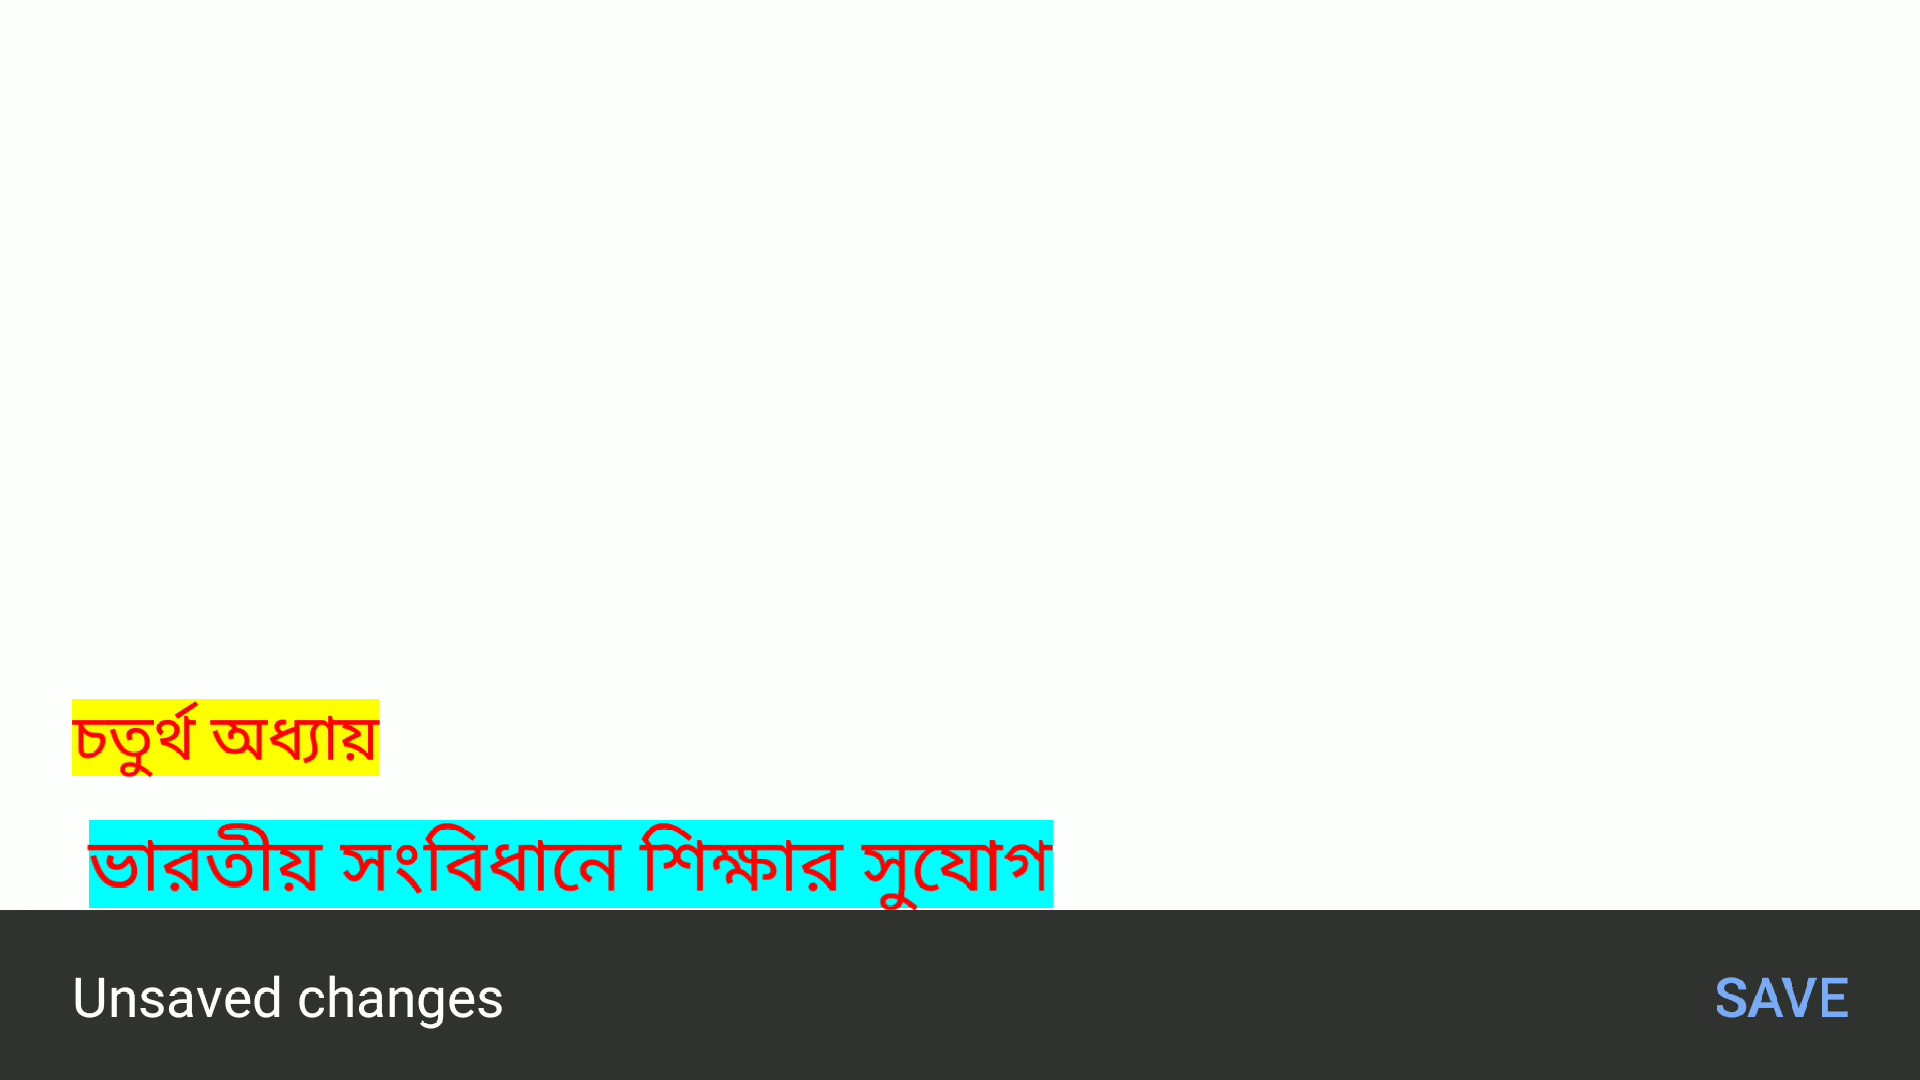 চতুর্থ অধ্যায়
ভারতীয় সংবিধানে শিক্ষার সুযোগ
Unsaved changes
SAVE